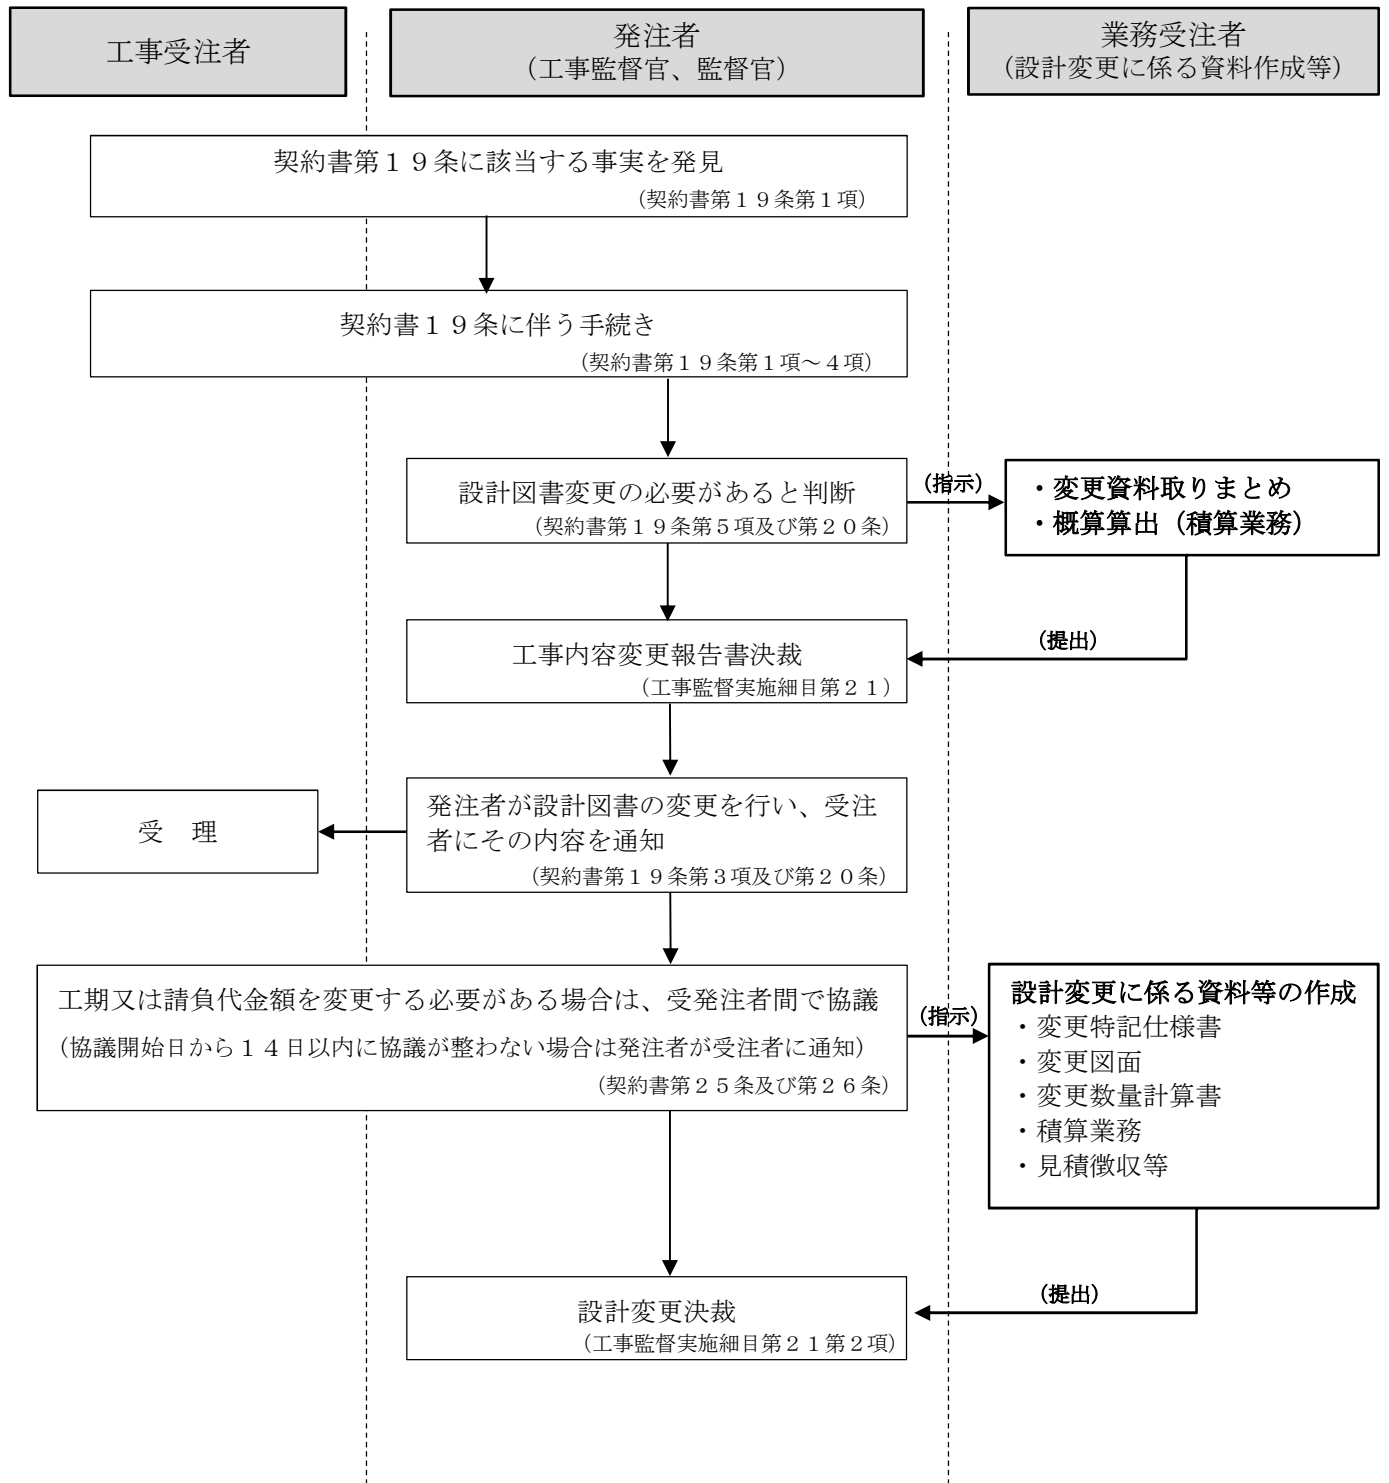 工事受注者
発注者
（工事監督官、監督官）
業務受注者
（設計変更に係る資料作成等）
契約書第１９条に該当する事実を発見
（契約書第１９条第１項）
契約書１９条に伴う手続き
（契約書第１９条第１項～４項）
設計図書変更の必要があると判断
（契約書第１９条第５項及び第２０条）
（指示）
・変更資料取りまとめ
・概算算出（積算業務）
（提出）
工事内容変更報告書決裁
（工事監督実施細目第２１）
発注者が設計図書の変更を行い、受注
者にその内容を通知
（契約書第１９条第３項及び第２０条）
受　理
工期又は請負代金額を変更する必要がある場合は、受発注者間で協議
（協議開始日から１４日以内に協議が整わない場合は発注者が受注者に通知）
（契約書第２５条及び第２６条）
（指示）
設計変更に係る資料等の作成
・変更特記仕様書
・変更図面
・変更数量計算書
・積算業務
・見積徴収等
（提出）
設計変更決裁
（工事監督実施細目第２１第２項）